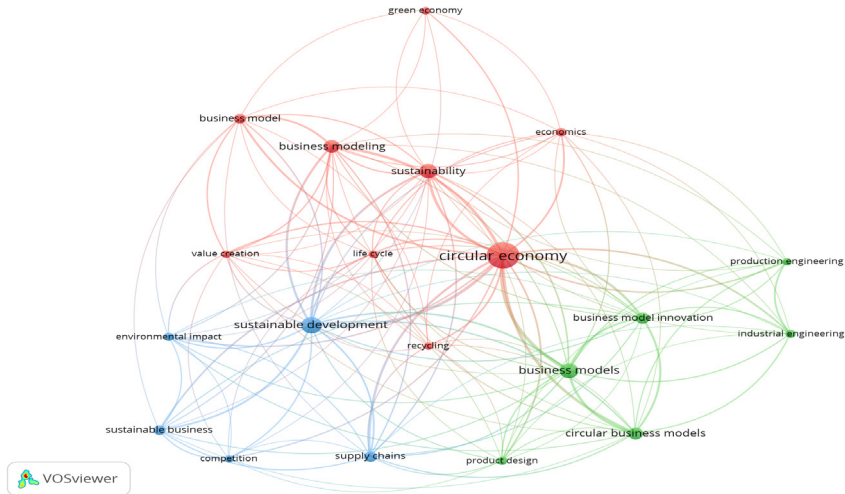 green economy
business model
economics
business modeling
sustainability
value creation
life cycle
circular economy
production engineering
business model innovation
sustainable development
environmental impact
industrial engineering
recycling
business models
sustainable business
circular business models
competition
supply chains
product design
VOSviewer